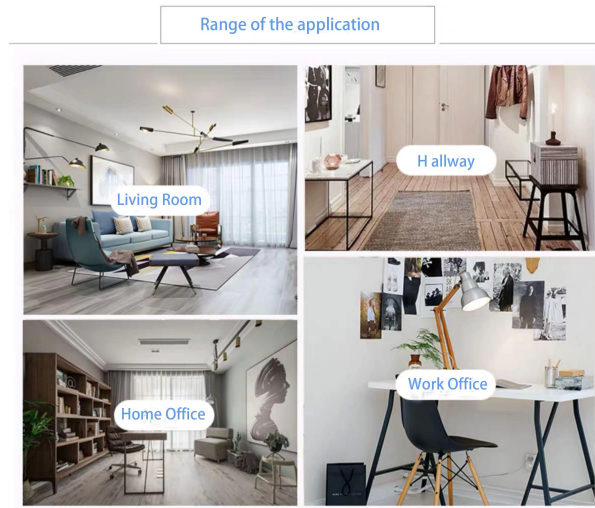 Range of the application
Living Room
H allway
Home Office
Work Office